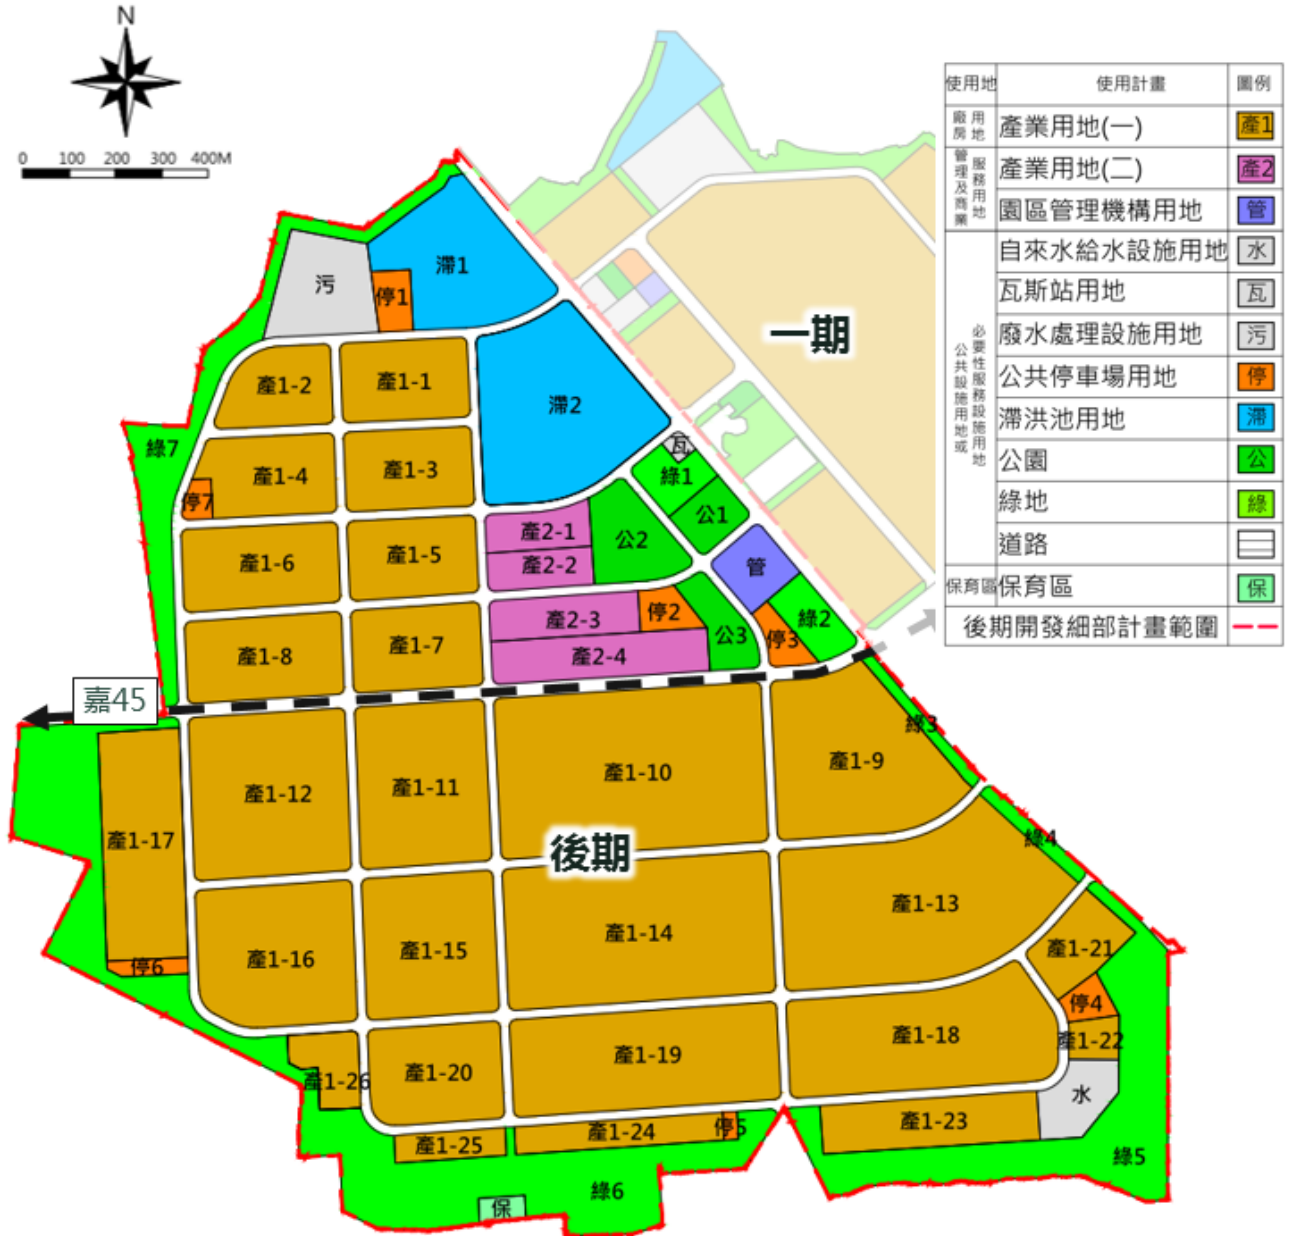 N
0 100 200 300 400M
使用地 使用計畫 圖例
廠房用地 產業用地(一) 產1
管理及商業服務用地 產業用地(二) 產2
園區管理機構用地 管
公共設施用地或必要性服務設施用地
自來水給水設施用地 水
瓦斯站用地 瓦
廢水處理設施用地 污
公共停車場用地 停
滯洪池用地 滯
公園 公
綠地 綠
道路
保育區 保育區 保
後期開發細部計畫範圍
一期
滯1
污
停1
產1-2
產1-1
滯2
綠7
瓦
產1-4
產1-3
綠1
停7
公1
產2-1
公2
產1-6
產1-5
產2-2
管
產2-3
停2
綠2
公3
停3
產1-8
產1-7
產2-4
嘉45
綠3
產1-12
產1-11
產1-10
產1-9
產1-17
後期
綠4
產1-13
產1-16
產1-15
產1-14
產1-21
停6
停4
產1-18
產1-22
產1-19
產1-26
產1-20
水
產1-25
產1-24
停5
產1-23
綠5
綠6
保